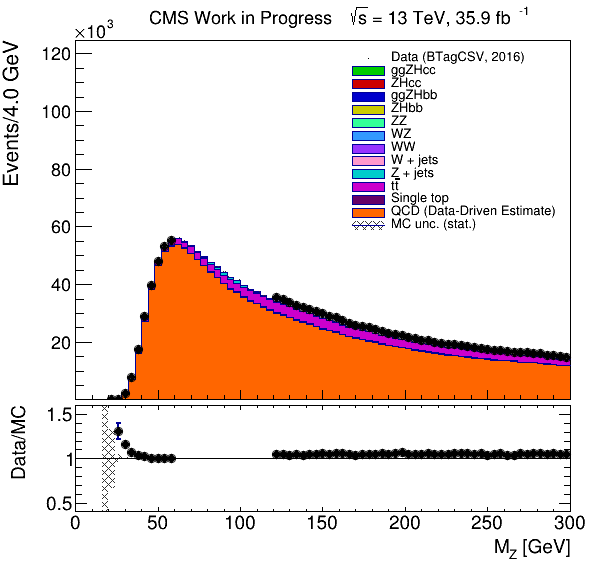 CMS Work in Progress √s = 13 TeV, 35.9 fb⁻¹
×10³
Events/4.0 GeV
120
100
80
60
40
20
Data (BTagCSV, 2016)
ggZHcc
ZHcc
ggZHbb
ZHbb
ZZ
WZ
WW
W + jets
Z + jets
tt̅
Single top
QCD (Data-Driven Estimate)
MC unc. (stat.)
Data/MC
1.5
1
0.5
0 50 100 150 200 250 300
M_Z [GeV]